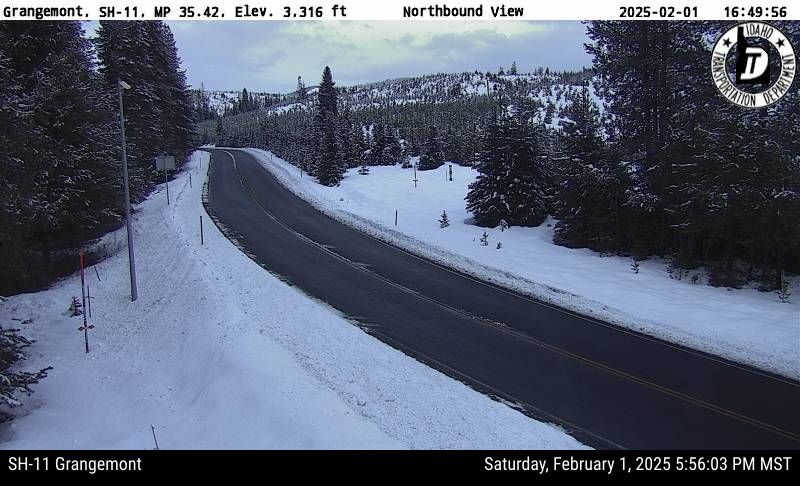 Grangemont, SH-11, MP 35.42, Elev. 3,316 ft Northbound View 2025-02-01 16:49:56
IDAHO
TRANSPORTATION DEPARTMENT
SH-11 Grangemont Saturday, February 1, 2025 5:56:03 PM MST